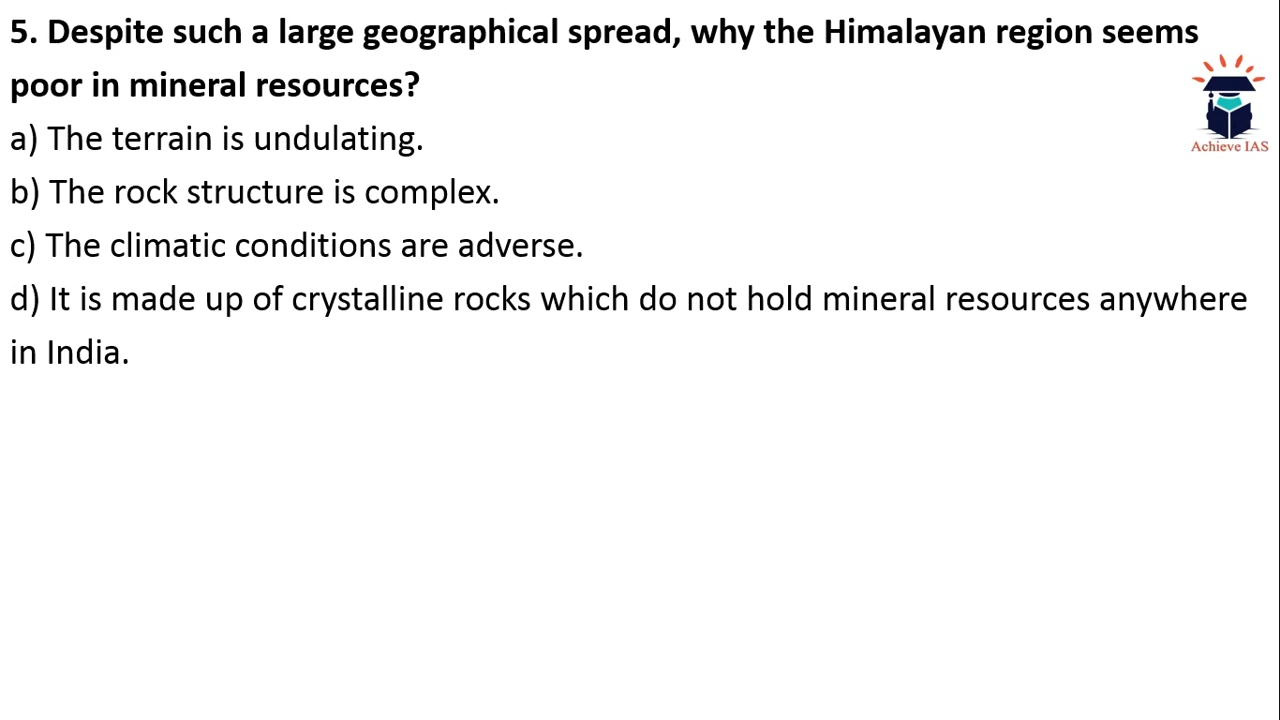 5. Despite such a large geographical spread, why the Himalayan region seems
poor in mineral resources?
a) The terrain is undulating.
b) The rock structure is complex.
c) The climatic conditions are adverse.
d) It is made up of crystalline rocks which do not hold mineral resources anywhere
in India.
Achieve IAS